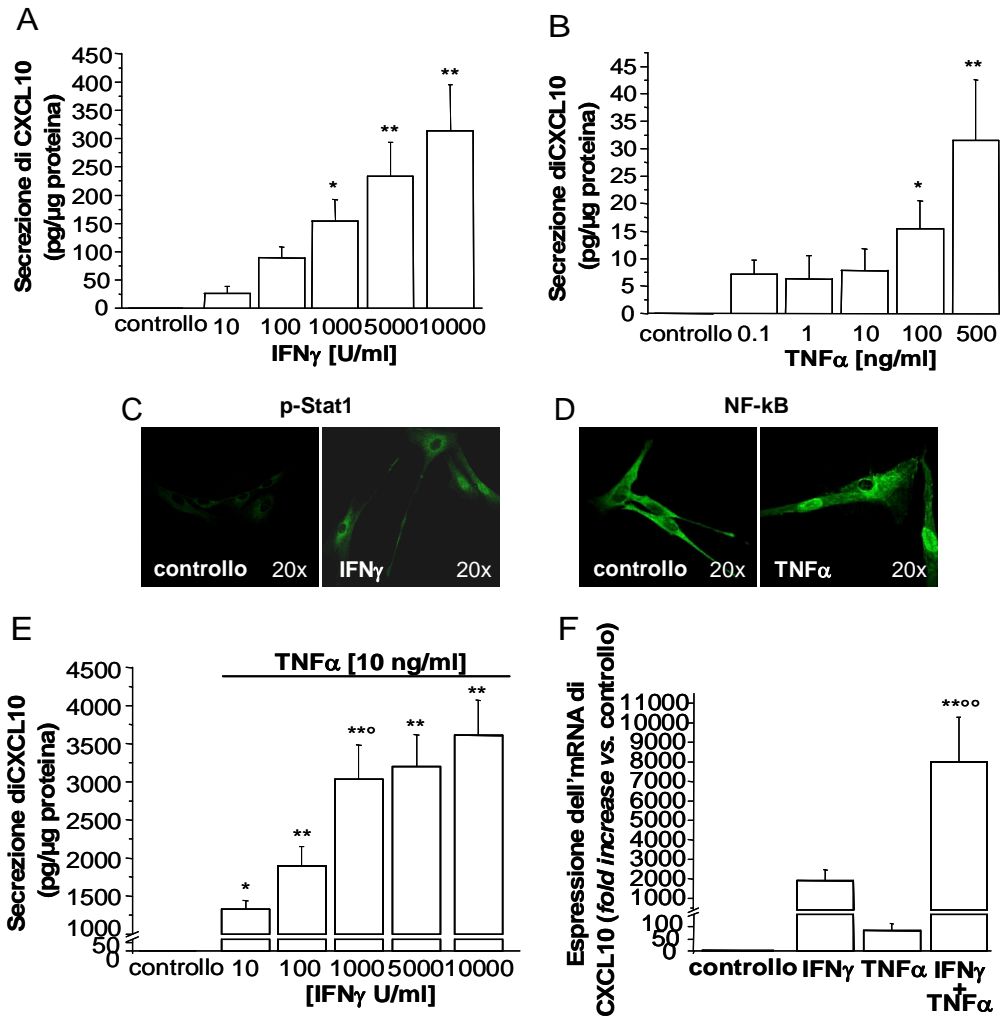 A
Secrezione di CXCL10
(pg/µg proteina)
450
400
350
300
250
200
150
100
50
0
*
**
**
controllo 10 100 1000 5000 10000
IFNγ [U/ml]
B
Secrezione diCXCL10
(pg/µg proteina)
45
40
35
30
25
20
15
10
5
0
*
**
controllo 0.1 1 10 100 500
TNFα [ng/ml]
C
p-Stat1
controllo 20x
IFNγ 20x
D
NF-kB
controllo 20x
TNFα 20x
E
Secrezione diCXCL10
(pg/µg proteina)
TNFα [10 ng/ml]
4500
4000
3500
3000
2500
2000
1500
1000
50
0
*
**
**°
**
**
controllo 10 100 1000 5000 10000
[IFNγ U/ml]
F
Espressione dell'mRNA di
CXCL10 (fold increase vs. controllo)
11000
10000
9000
8000
7000
6000
5000
4000
3000
2000
1000
100
50
0
**°°
controllo IFNγ TNFα IFNγ
+
TNFα